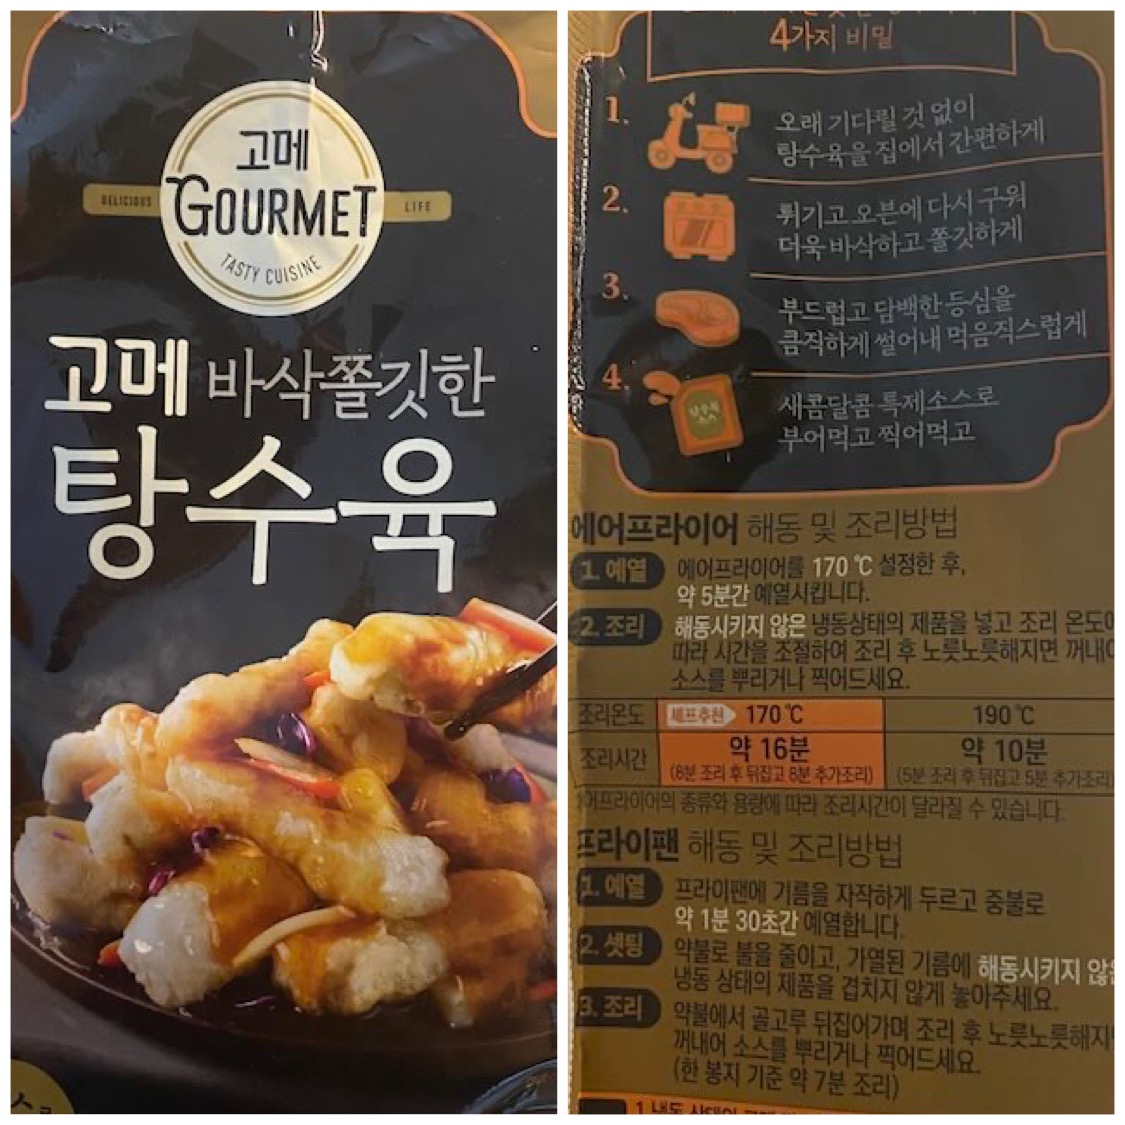 고메
GOURMET
DELICIOUS
LIFE
TASTY CUISINE
고메 바삭쫄깃한
탕수육
4가지 비밀
1.
오래 기다릴 것 없이
탕수육을 집에서 간편하게
2.
튀기고 오븐에 다시 구워
더욱 바삭하고 쫄깃하게
3.
부드럽고 담백한 등심을
큼직하게 썰어내 먹음직스럽게
4.
탕수육
소스
새콤달콤 특제소스로
부어먹고 찍어먹고
에어프라이어 해동 및 조리방법
1. 예열 에어프라이어를 170 ℃ 설정한 후,
약 5분간 예열시킵니다.
2. 조리 해동시키지 않은 냉동상태의 제품을 넣고 조리 온도에
따라 시간을 조절하여 조리 후 노릇노릇해지면 꺼내어
소스를 뿌리거나 찍어드세요.
조리온도 셰프추천 170 ℃ 190 ℃
조리시간 약 16분 약 10분
(8분 조리 후 뒤집고 8분 추가조리) (5분 조리 후 뒤집고 5분 추가조리)
어프라이어의 종류와 용량에 따라 조리시간이 달라질 수 있습니다.
프라이팬 해동 및 조리방법
1. 예열 프라이팬에 기름을 자작하게 두르고 중불로
약 1분 30초간 예열합니다.
2. 셋팅 약불로 불을 줄이고, 가열된 기름에 해동시키지 않은
냉동 상태의 제품을 겹치지 않게 놓아주세요.
3. 조리 약불에서 골고루 뒤집어가며 조리 후 노릇노릇해지면
꺼내어 소스를 뿌리거나 찍어드세요.
(한 봉지 기준 약 7분 조리)